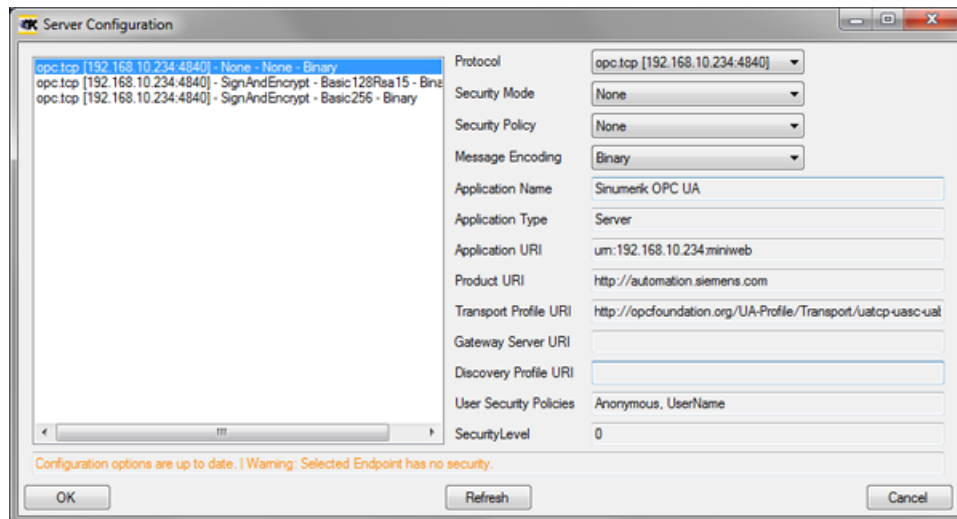 Server Configuration
opc.tcp [192.168.10.234:4840] - None - None - Binary
opc.tcp [192.168.10.234:4840] - SignAndEncrypt - Basic128Rsa15 - Bina
opc.tcp [192.168.10.234:4840] - SignAndEncrypt - Basic256 - Binary
Protocol opc.tcp [192.168.10.234:4840]
Security Mode None
Security Policy None
Message Encoding Binary
Application Name Sinumerik OPC UA
Application Type Server
Application URI urn:192.168.10.234:miniweb
Product URI http://automation.siemens.com
Transport Profile URI http://opcfoundation.org/UA-Profile/Transport/uatcp-uasc-uab
Gateway Server URI
Discovery Profile URI
User Security Policies Anonymous, UserName
SecurityLevel 0
Configuration options are up to date. | Warning: Selected Endpoint has no security.
OK Refresh Cancel